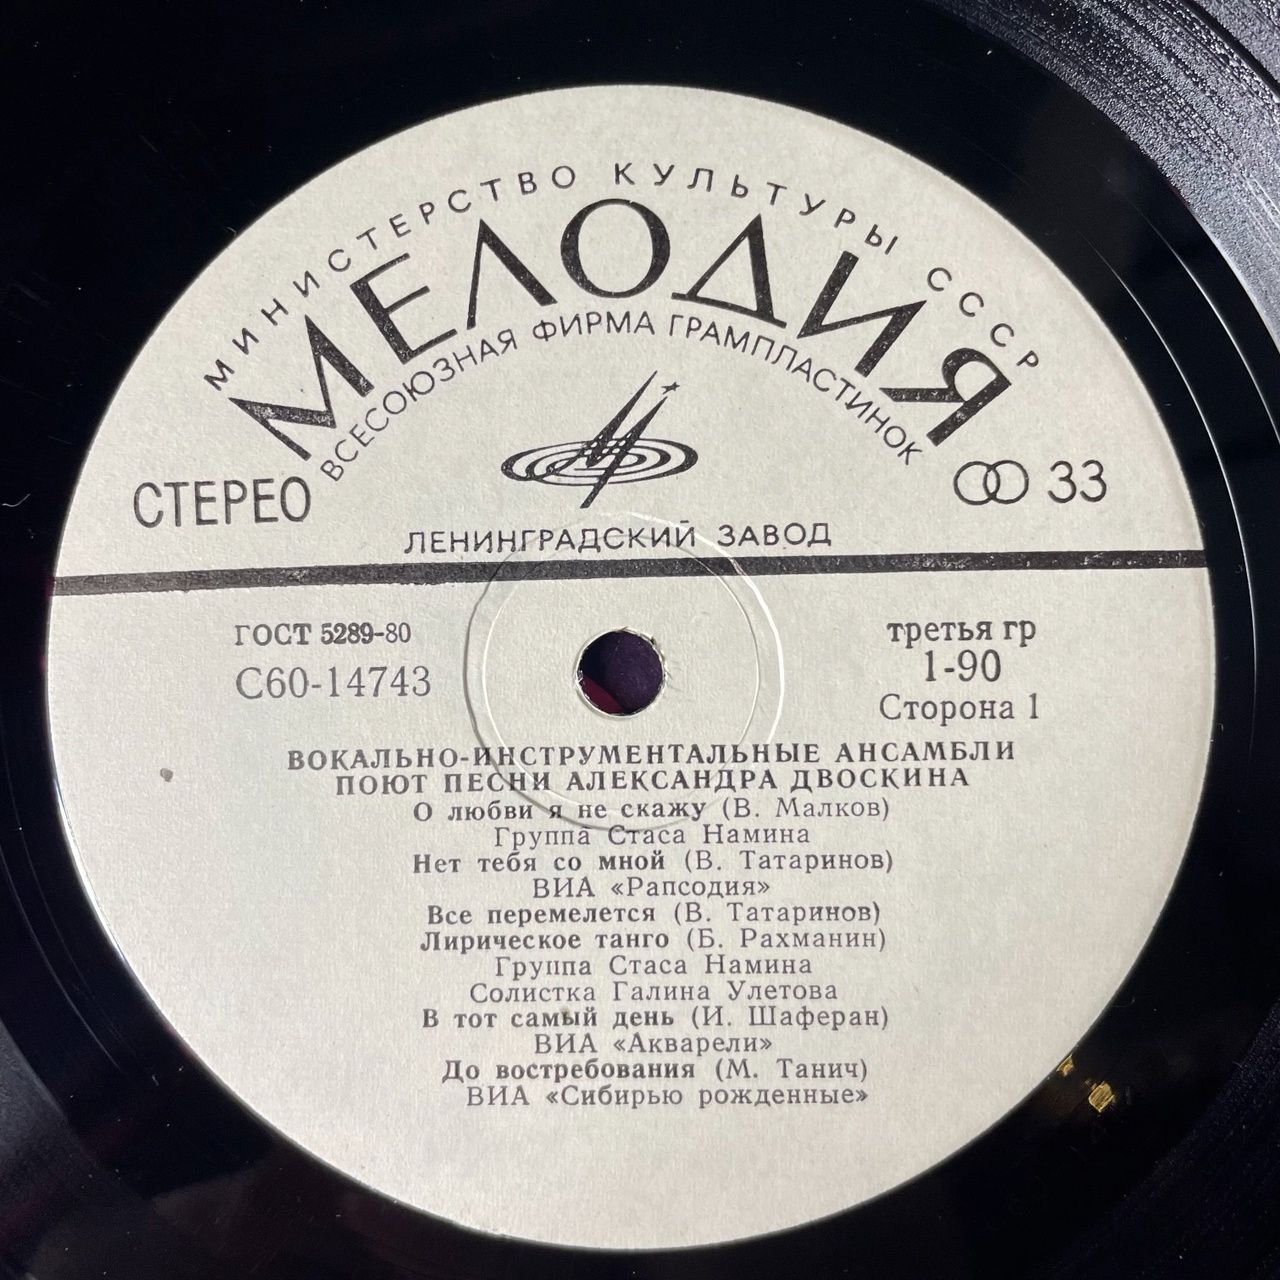 МИНИСТЕРСТВО КУЛЬТУРЫ СССР
МЕЛОДИЯ
ВСЕСОЮЗНАЯ ФИРМА ГРАМПЛАСТИНОК
СТЕРЕО
33
ЛЕНИНГРАДСКИЙ ЗАВОД
ГОСТ 5289-80
С60-14743
третья гр
1-90
Сторона 1
ВОКАЛЬНО-ИНСТРУМЕНТАЛЬНЫЕ АНСАМБЛИ
ПОЮТ ПЕСНИ АЛЕКСАНДРА ДВОСКИНА
О любви я не скажу (В. Малков)
Группа Стаса Намина
Нет тебя со мной (В. Татаринов)
ВИА «Рапсодия»
Все перемелется (В. Татаринов)
Лирическое танго (Б. Рахманин)
Группа Стаса Намина
Солистка Галина Улетова
В тот самый день (И. Шаферан)
ВИА «Акварели»
До востребования (М. Танич)
ВИА «Сибирью рожденные»